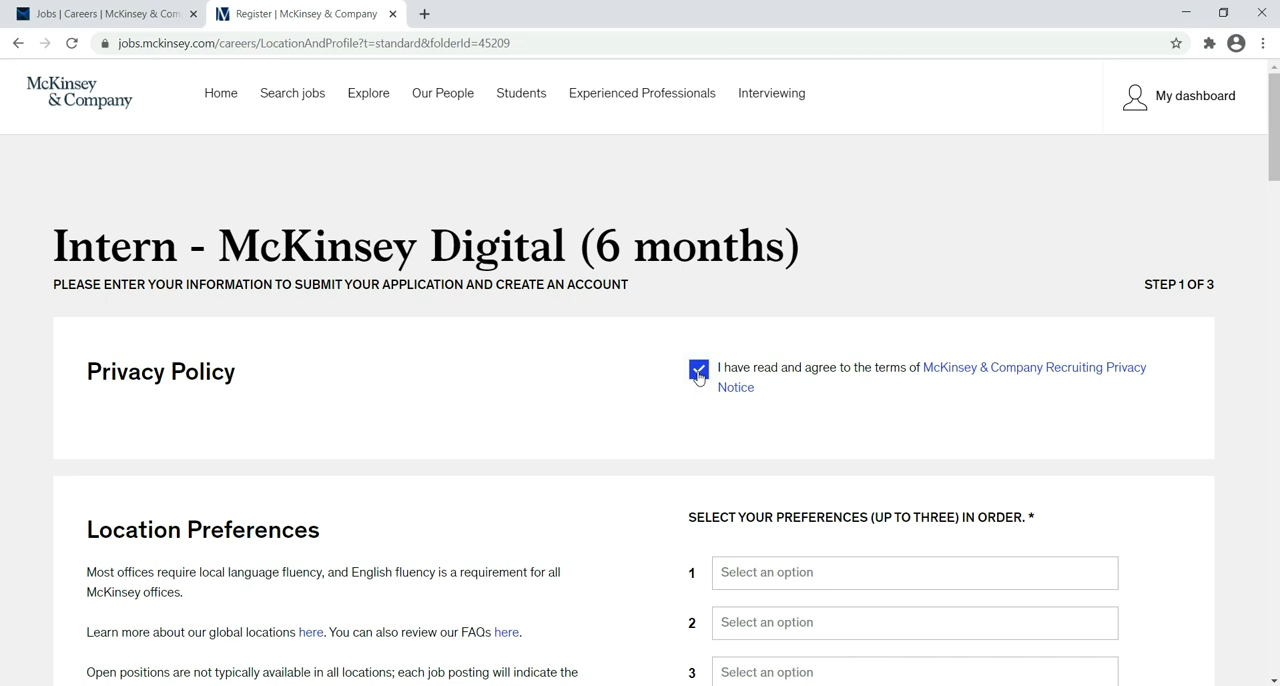 Jobs | Careers | McKinsey & Com
Register | McKinsey & Company
jobs.mckinsey.com/careers/LocationAndProfile?t=standard&folderId=45209
McKinsey
& Company
Home
Search jobs
Explore
Our People
Students
Experienced Professionals
Interviewing
My dashboard
Intern - McKinsey Digital (6 months)
PLEASE ENTER YOUR INFORMATION TO SUBMIT YOUR APPLICATION AND CREATE AN ACCOUNT
STEP 1 OF 3
Privacy Policy
I have read and agree to the terms of McKinsey & Company Recruiting Privacy
Notice
Location Preferences
Most offices require local language fluency, and English fluency is a requirement for all
McKinsey offices.
Learn more about our global locations here. You can also review our FAQs here.
Open positions are not typically available in all locations; each job posting will indicate the
SELECT YOUR PREFERENCES (UP TO THREE) IN ORDER. *
1 Select an option
2 Select an option
3 Select an option